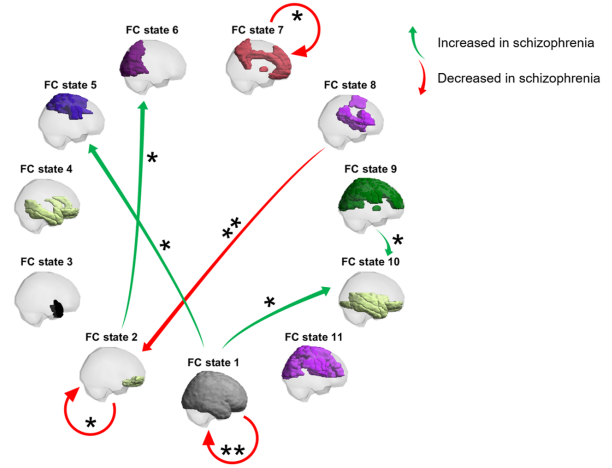 FC state 6
FC state 7
*
Increased in schizophrenia
Decreased in schizophrenia
FC state 5
FC state 8
*
FC state 4
FC state 9
**
*
*
FC state 3
FC state 10
*
FC state 2
FC state 1
FC state 11
*
**